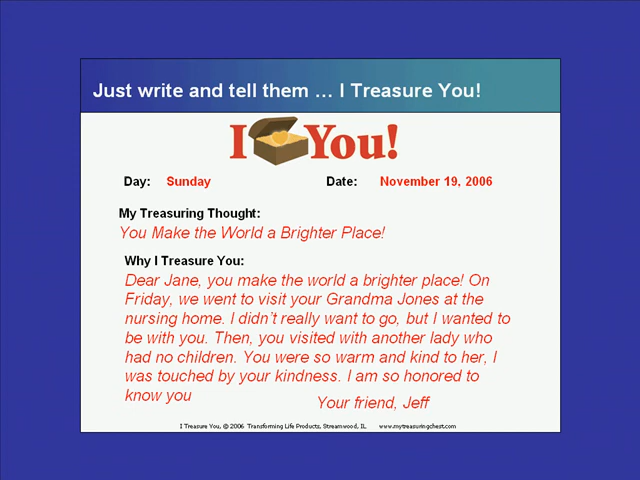 Just write and tell them … I Treasure You!
I You!
Day: Sunday Date: November 19, 2006
My Treasuring Thought:
You Make the World a Brighter Place!
Why I Treasure You:
Dear Jane, you make the world a brighter place! On
Friday, we went to visit your Grandma Jones at the
nursing home. I didn't really want to go, but I wanted to
be with you. Then, you visited with another lady who
had no children. You were so warm and kind to her, I
was touched by your kindness. I am so honored to
know you
Your friend, Jeff
I Treasure You, © 2006 Transforming Life Products, Streamwood, IL www.mytreasuringchest.com